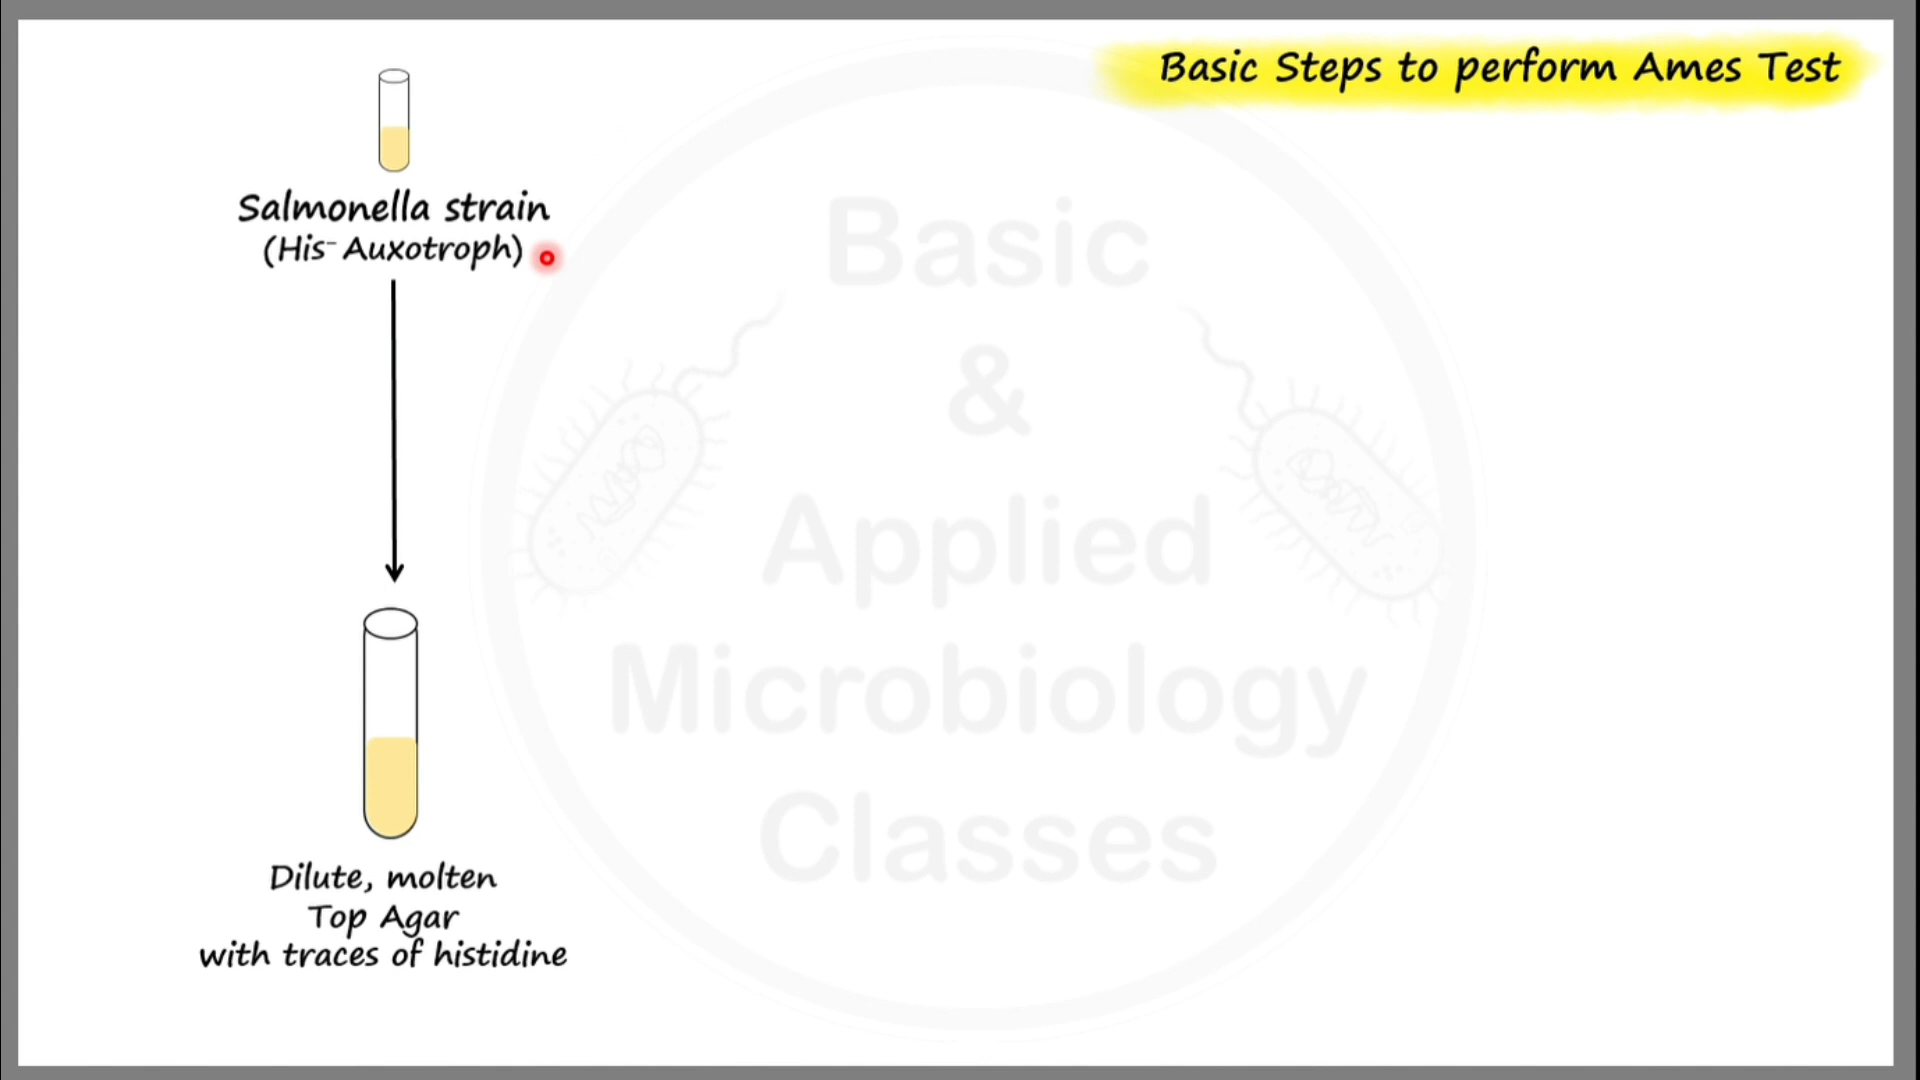 Basic Steps to perform Ames Test
Salmonella strain
(His⁻ Auxotroph)
Dilute, molten
Top Agar
with traces of histidine
Basic
&
Applied
Microbiology
Classes